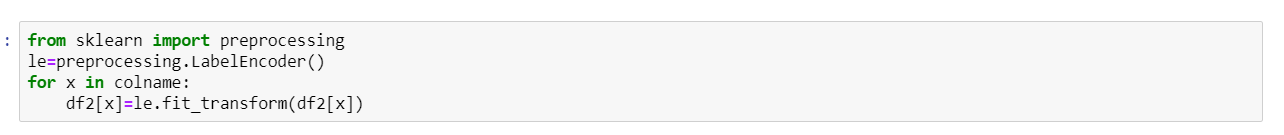 :
from sklearn import preprocessing
le=preprocessing.LabelEncoder()
for x in colname:
    df2[x]=le.fit_transform(df2[x])